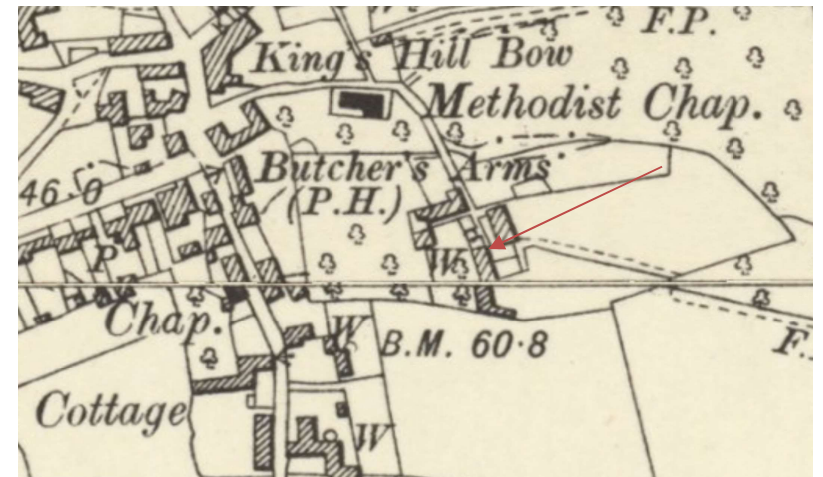 F.P.
King's Hill Bow
Methodist Chap.
Butcher's Arms
(P.H.)
46.0
P
W
Chap.
W
B.M. 60.8
F.
Cottage
W